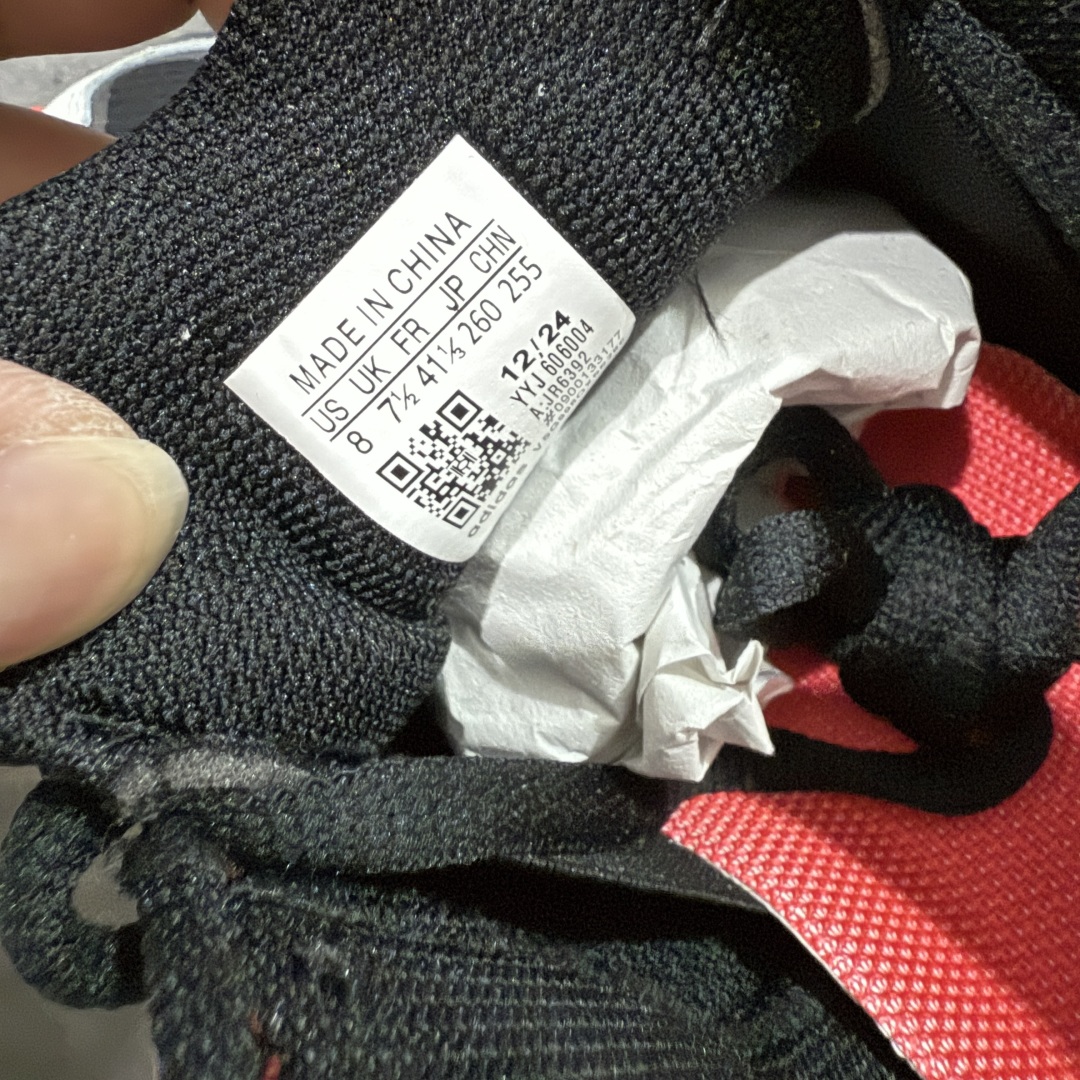 MADE IN CHINA
US UK FR JP CHN
8 7½ 41⅓ 260 255
12/24
YYJ 606004
A:JR6392
adidas